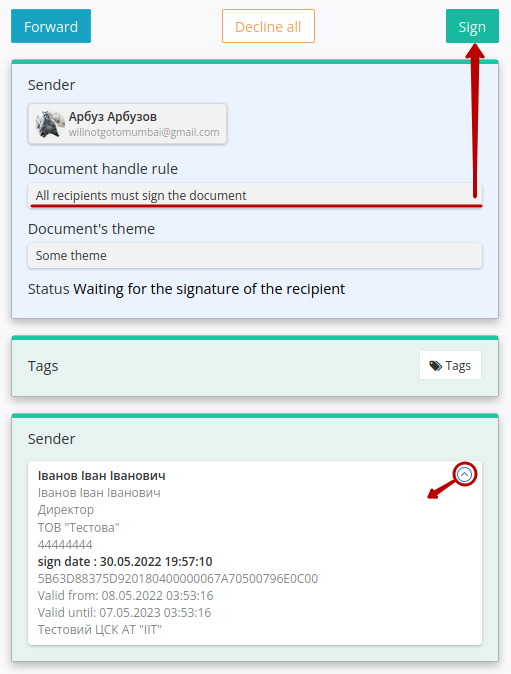 Forward
Decline all
Sign
Sender
Арбуз Арбузов
willnotgotomumbai@gmail.com
Document handle rule
All recipients must sign the document
Document's theme
Some theme
Status Waiting for the signature of the recipient
Tags
Tags
Sender
Іванов Іван Іванович
Іванов Іван Іванович
Директор
ТОВ "Тестова"
44444444
sign date : 30.05.2022 19:57:10
5B63D88375D920180400000067A70500796E0C00
Valid from: 08.05.2022 03:53:16
Valid until: 07.05.2023 03:53:16
Тестовий ЦСК АТ "ІІТ"